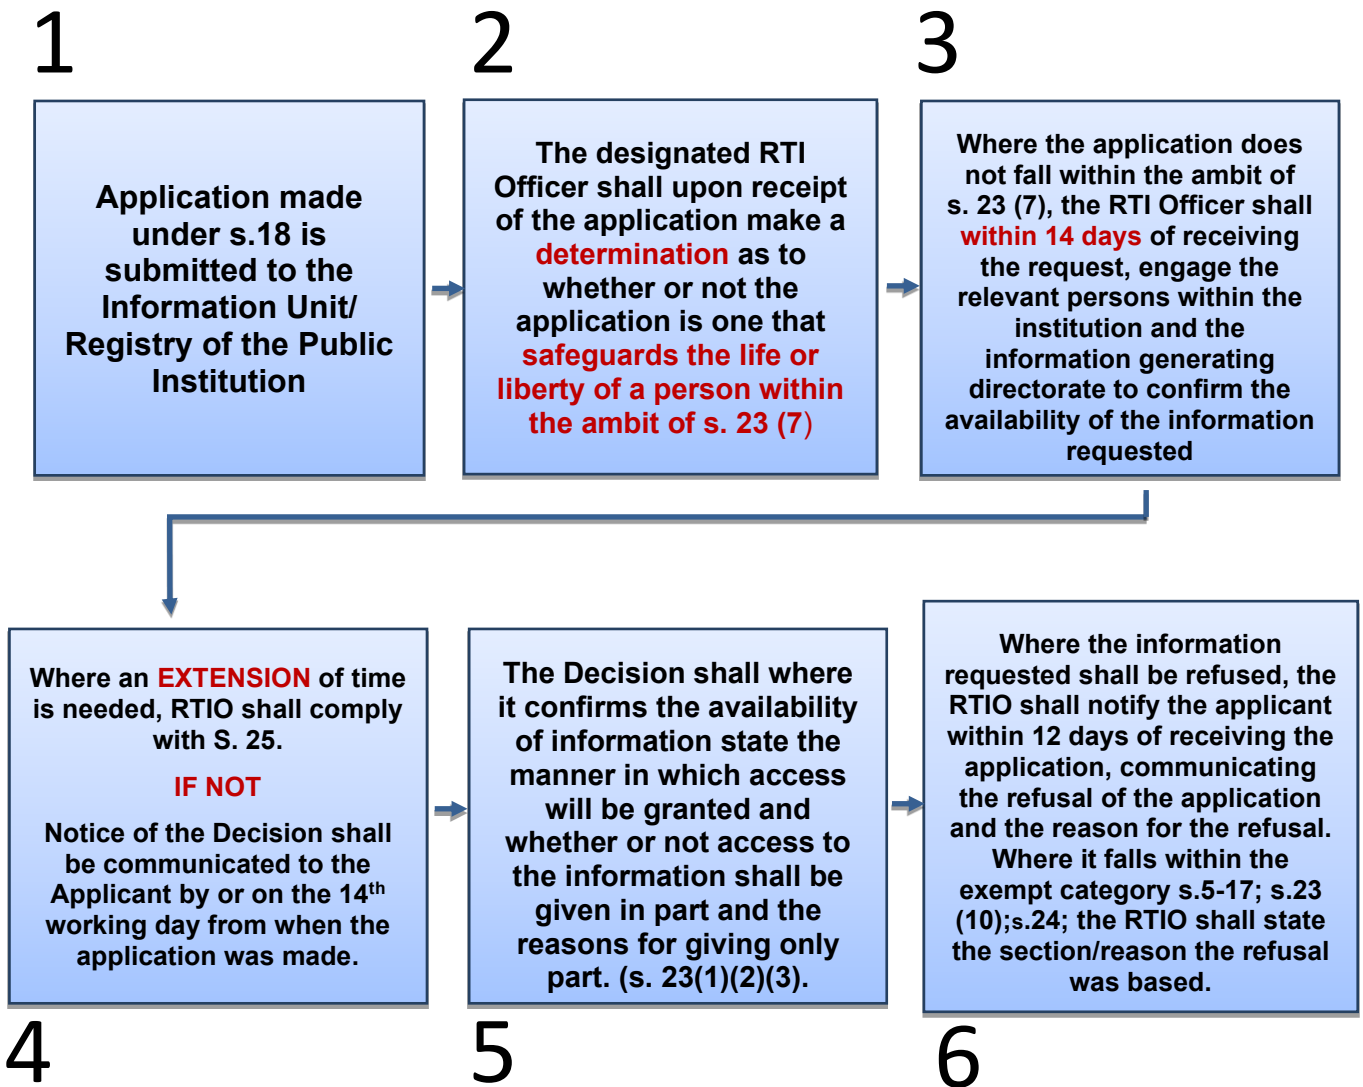 1
Application made
under s.18 is
submitted to the
Information Unit/
Registry of the Public
Institution
2
The designated RTI
Officer shall upon receipt
of the application make a
determination as to
whether or not the
application is one that
safeguards the life or
liberty of a person within
the ambit of s. 23 (7)
3
Where the application does
not fall within the ambit of
s. 23 (7), the RTI Officer shall
within 14 days of receiving
the request, engage the
relevant persons within the
institution and the
information generating
directorate to confirm the
availability of the information
requested
Where an EXTENSION of time
is needed, RTIO shall comply
with S. 25.
IF NOT
Notice of the Decision shall
be communicated to the
Applicant by or on the 14th
working day from when the
application was made.
4
The Decision shall where
it confirms the availability
of information state the
manner in which access
will be granted and
whether or not access to
the information shall be
given in part and the
reasons for giving only
part. (s. 23(1)(2)(3).
5
Where the information
requested shall be refused, the
RTIO shall notify the applicant
within 12 days of receiving the
application, communicating
the refusal of the application
and the reason for the refusal.
Where it falls within the
exempt category s.5-17; s.23
(10);s.24; the RTIO shall state
the section/reason the refusal
was based.
6